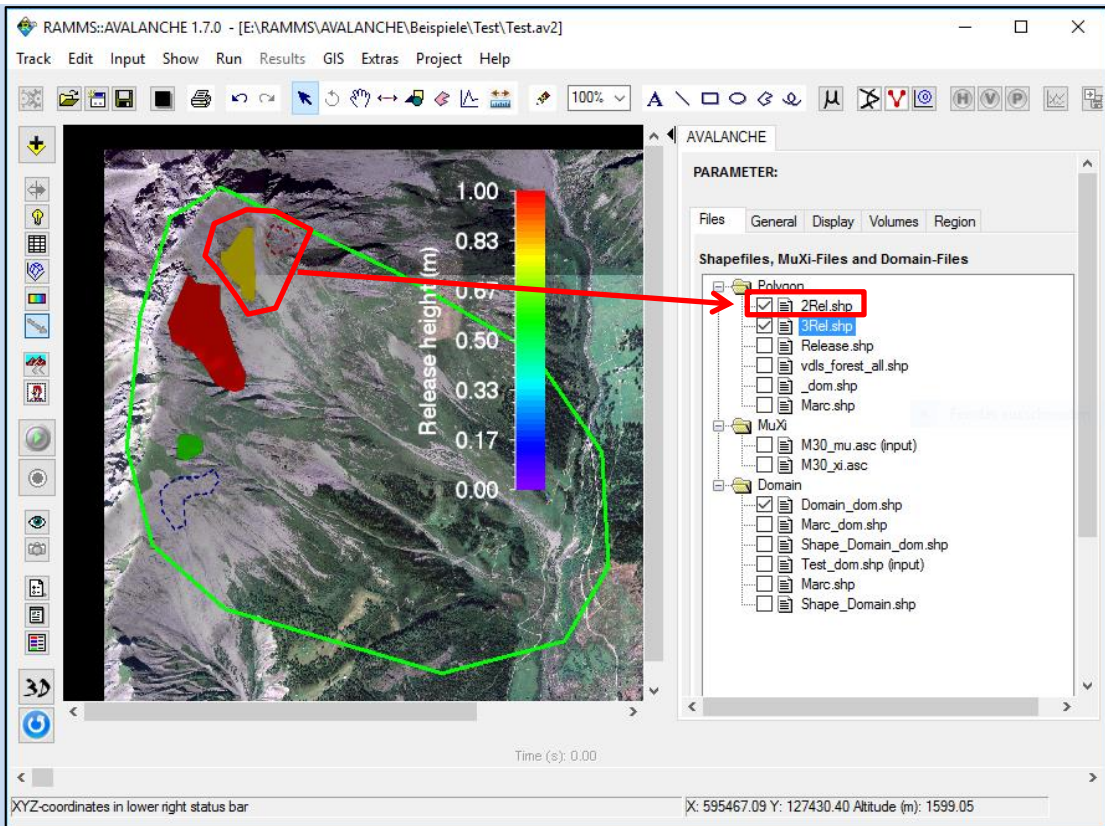 RAMMS::AVALANCHE 1.7.0 - [E:\RAMMS\AVALANCHE\Beispiele\Test\Test.av2]
Track Edit Input Show Run Results GIS Extras Project Help
100% A μ H V P
AVALANCHE
PARAMETER:
Files General Display Volumes Region
Shapefiles, MuXi-Files and Domain-Files
Polygon
2Rel.shp
3Rel.shp
Release.shp
vdls_forest_all.shp
_dom.shp
Marc.shp
MuXi
M30_mu.asc (input)
M30_xi.asc
Domain
Domain_dom.shp
Marc_dom.shp
Shape_Domain_dom.shp
Test_dom.shp (input)
Marc.shp
Shape_Domain.shp
Release height (m)
1.00
0.83
0.67
0.50
0.33
0.17
0.00
3D
Time (s): 0.00
XYZ-coordinates in lower right status bar
X: 595467.09 Y: 127430.40 Altitude (m): 1599.05